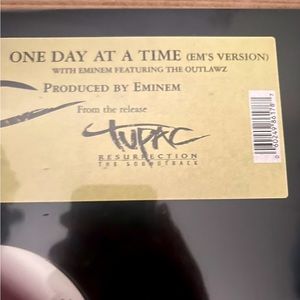 ONE DAY AT A TIME (EM'S VERSION)
WITH EMINEM FEATURING THE OUTLAWZ
PRODUCED BY EMINEM
From the release
TUPAC
RESURRECTION
THE SOUNDTRACK